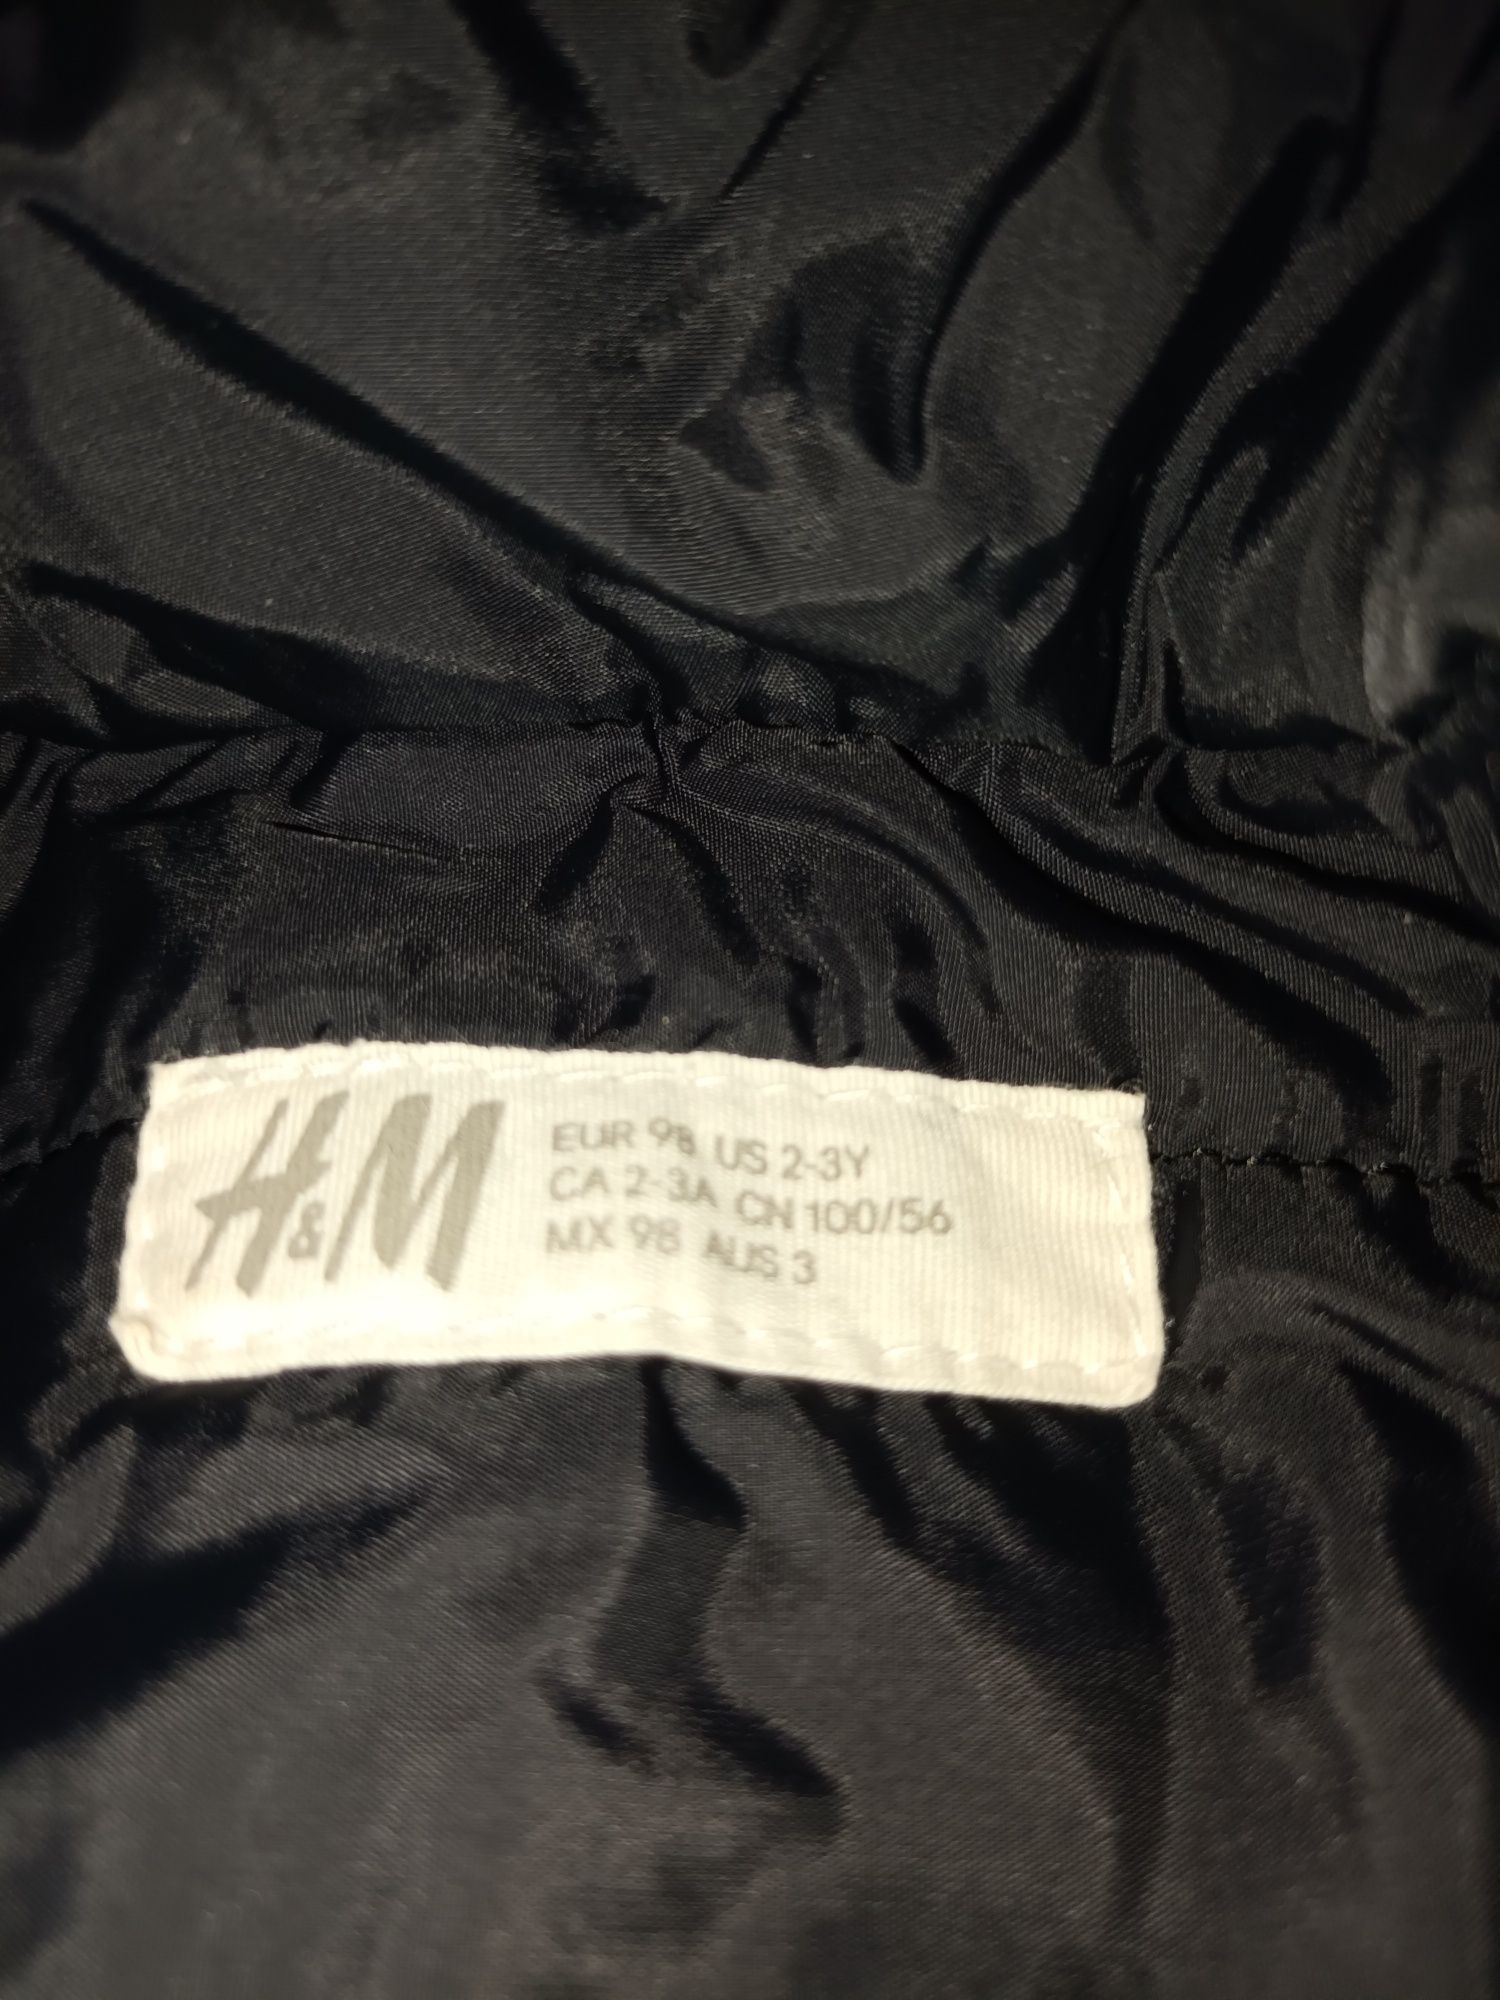 H&M
EUR 98 US 2-3Y
CA 2-3A CN 100/56
MX 98 AUS 3